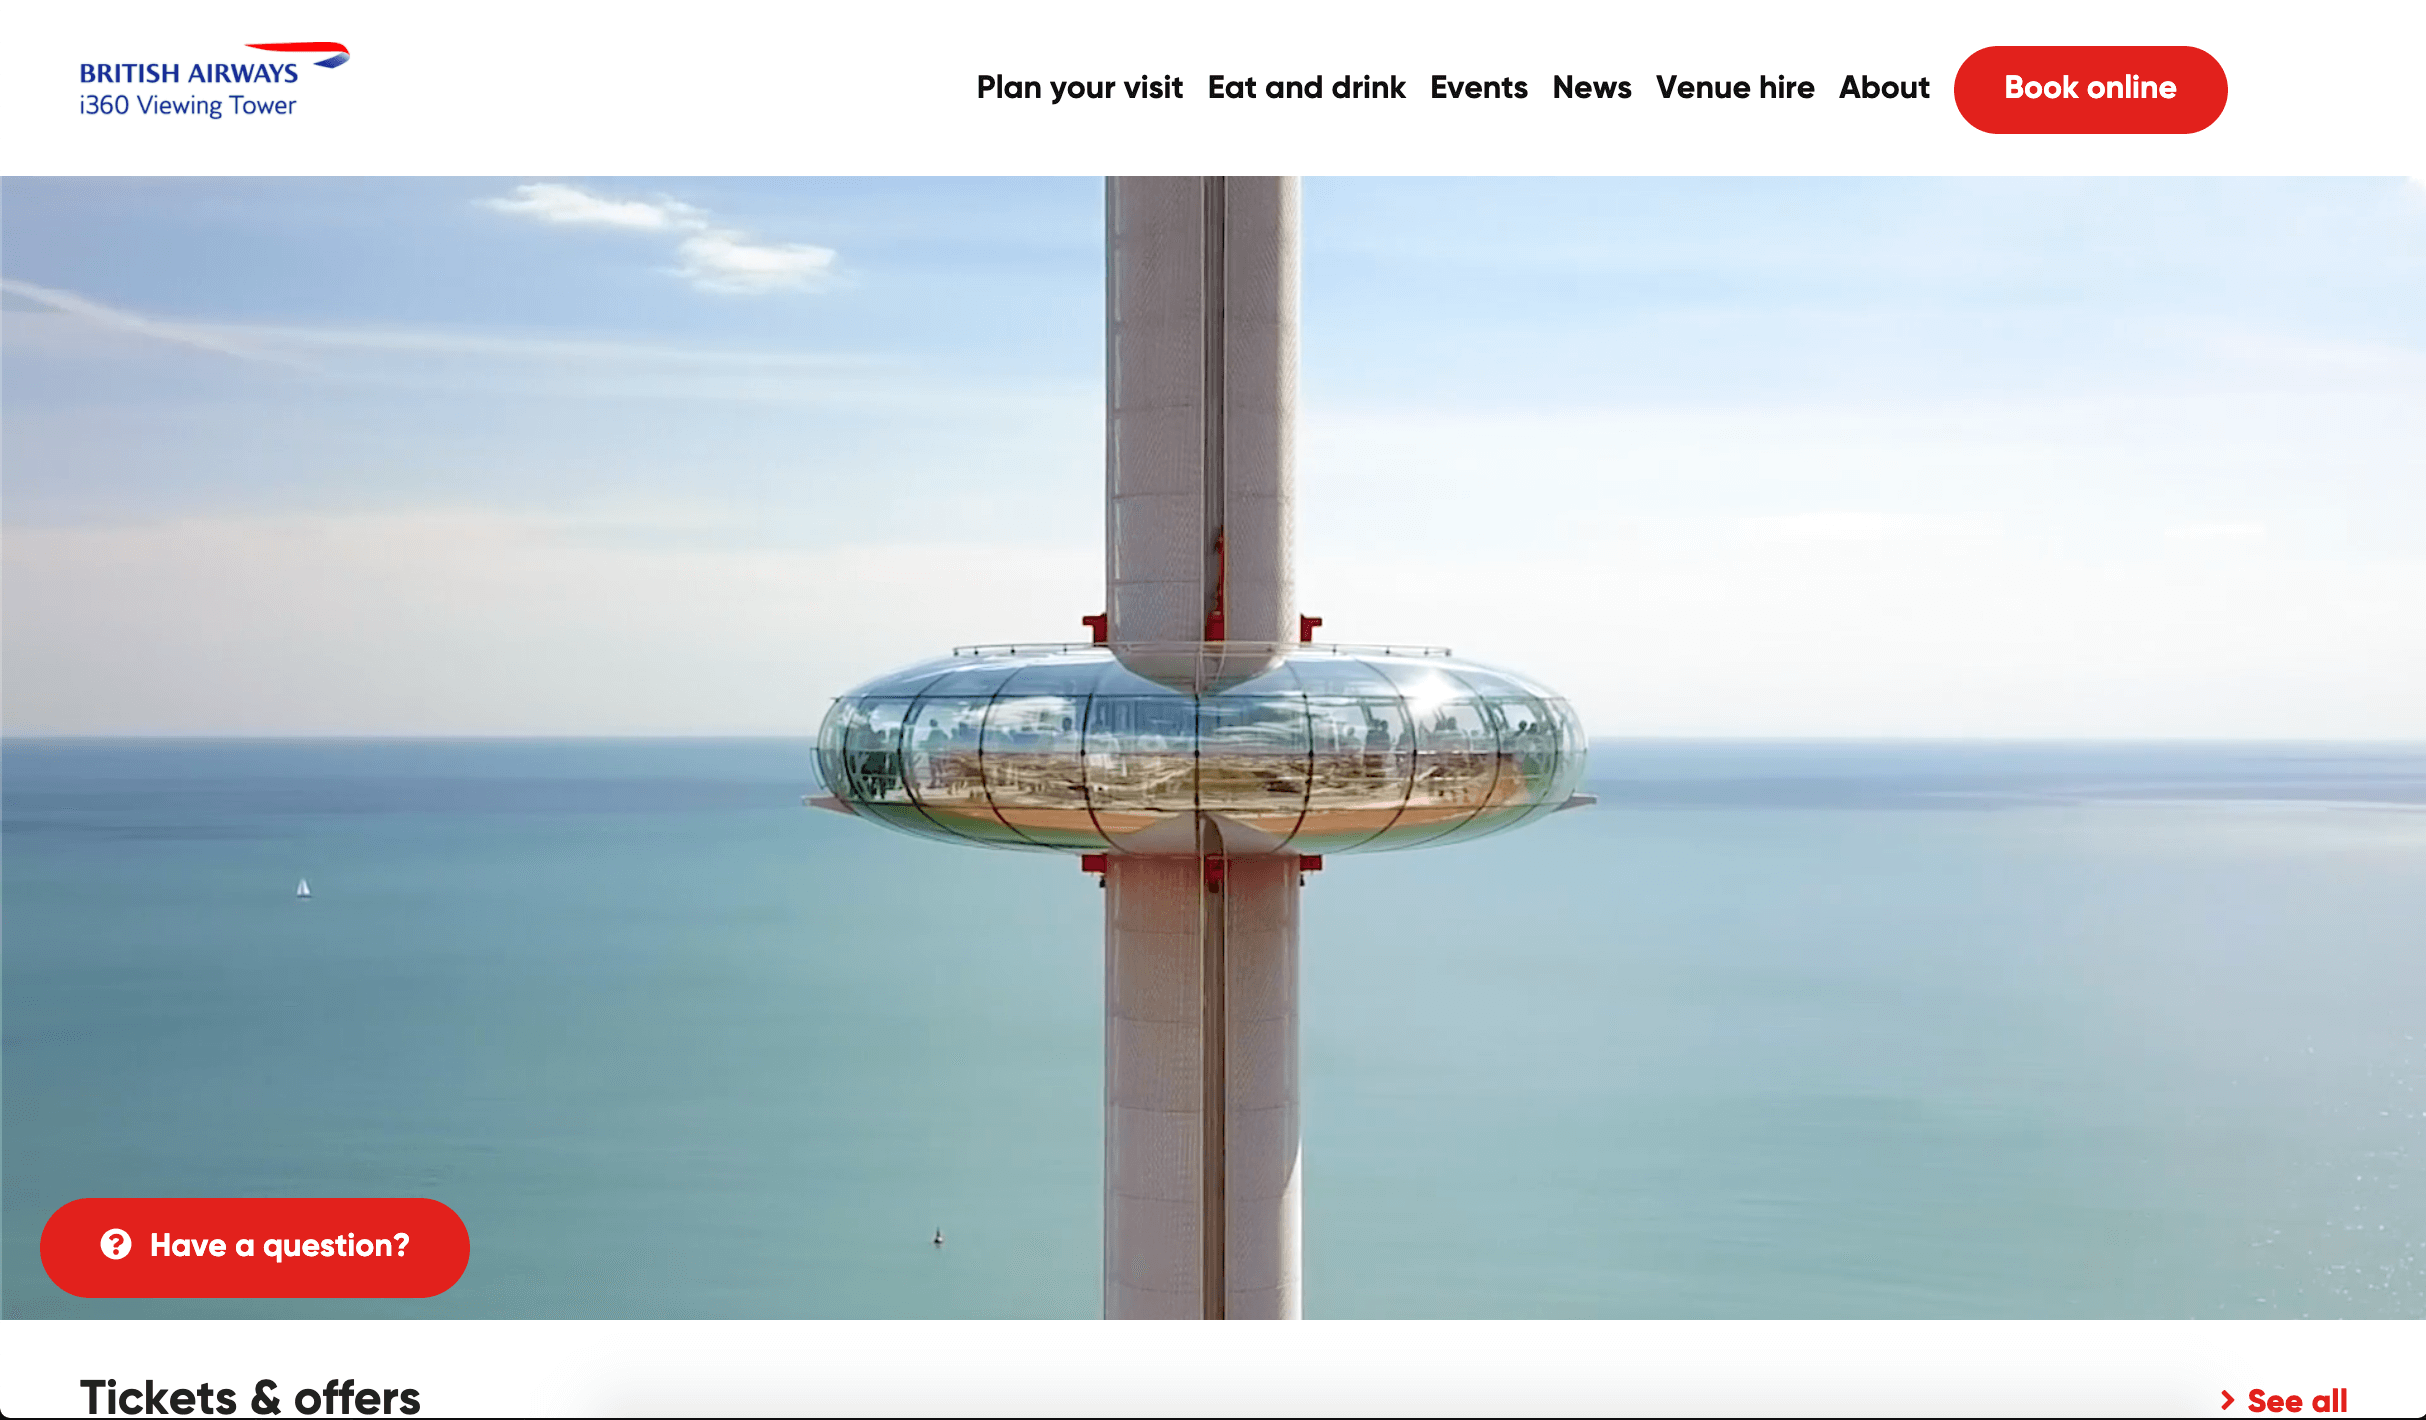 BRITISH AIRWAYS
i360 Viewing Tower
Plan your visit Eat and drink Events News Venue hire About Book online
Have a question?
Tickets & offers
See all